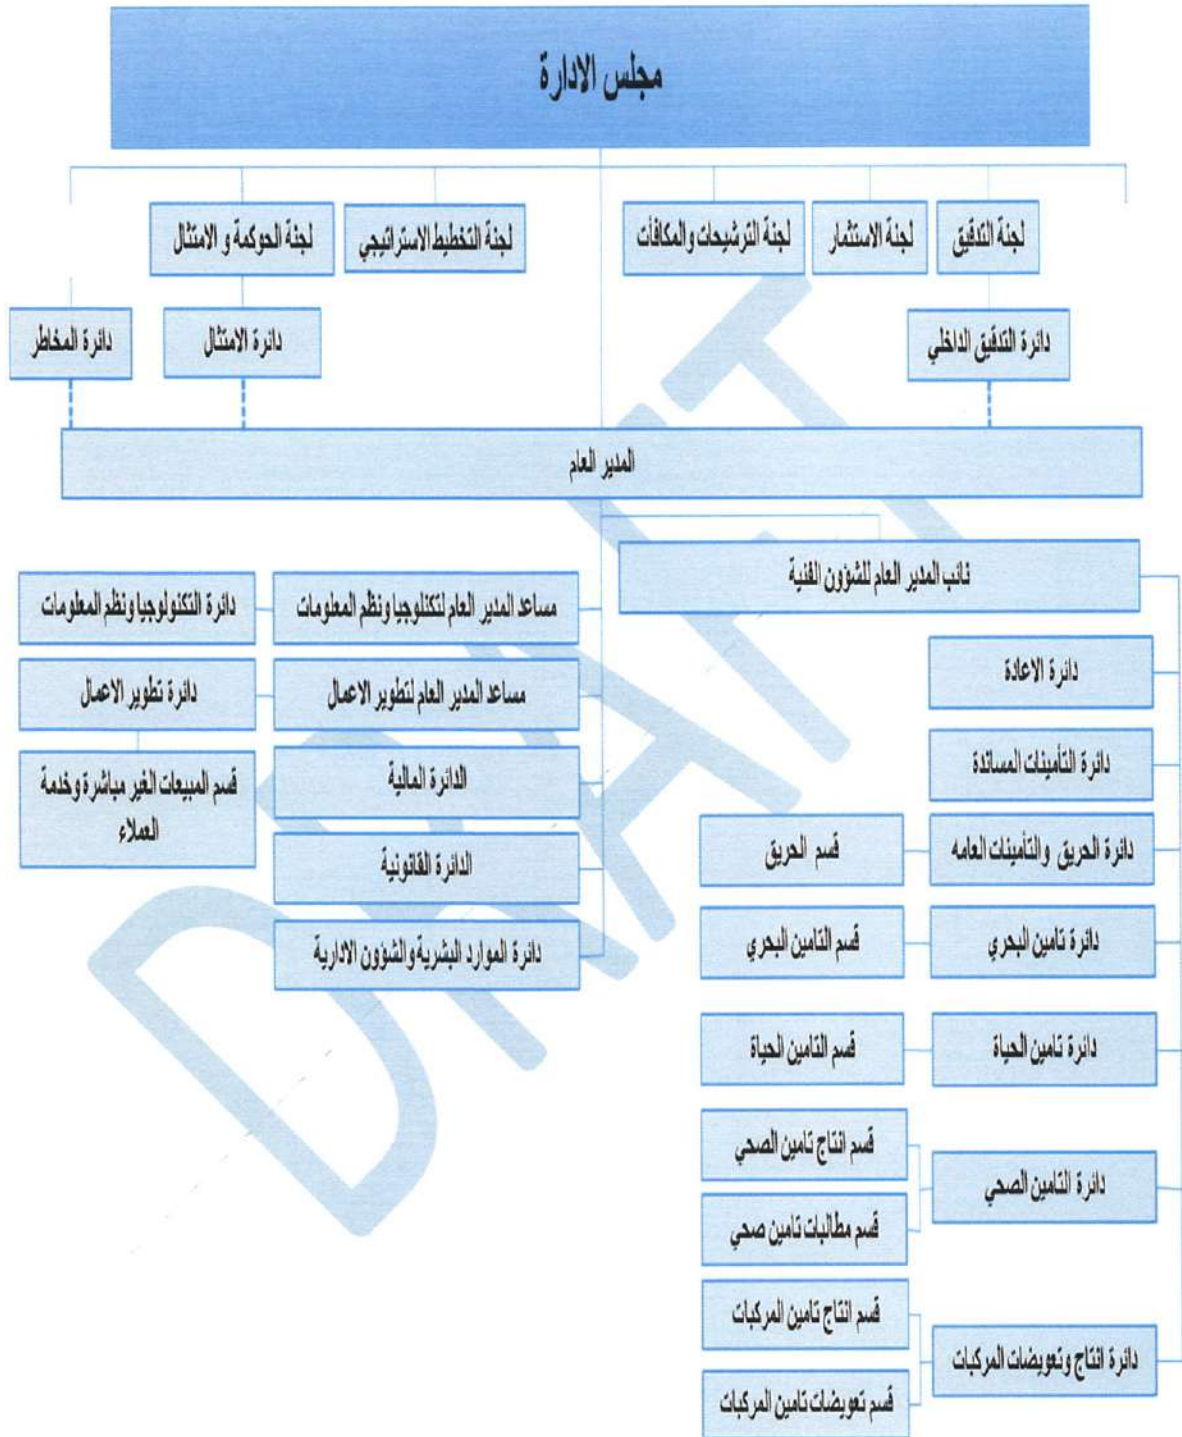 مجلس الادارة
لجنة التدقيق
لجنة الاستثمار
لجنة الترشيحات والمكافأت
لجنة التخطيط الاستراتيجي
لجنة الحوكمة و الامتثال
دائرة التدقيق الداخلي
دائرة الامتثال
دائرة المخاطر
المدير العام
نائب المدير العام للشؤون الفنية
مساعد المدير العام لتكنلوجيا ونظم المعلومات
دائرة التكنولوجيا ونظم المعلومات
مساعد المدير العام لتطوير الاعمال
دائرة تطوير الاعمال
الدائرة المالية
قسم المبيعات الغير مباشرة وخدمة
العملاء
الدائرة القانونية
دائرة الموارد البشرية والشؤون الادارية
دائرة الاعادة
دائرة التأمينات المساندة
دائرة الحريق والتأمينات العامه
قسم الحريق
دائرة تامين البحري
قسم التامين البحري
دائرة تامين الحياة
قسم التامين الحياة
دائرة التامين الصحي
قسم انتاج تامين الصحي
قسم مطالبات تامين صحي
دائرة انتاج وتعويضات المركبات
قسم انتاج تامين المركبات
قسم تعويضات تامين المركبات
DRAFT